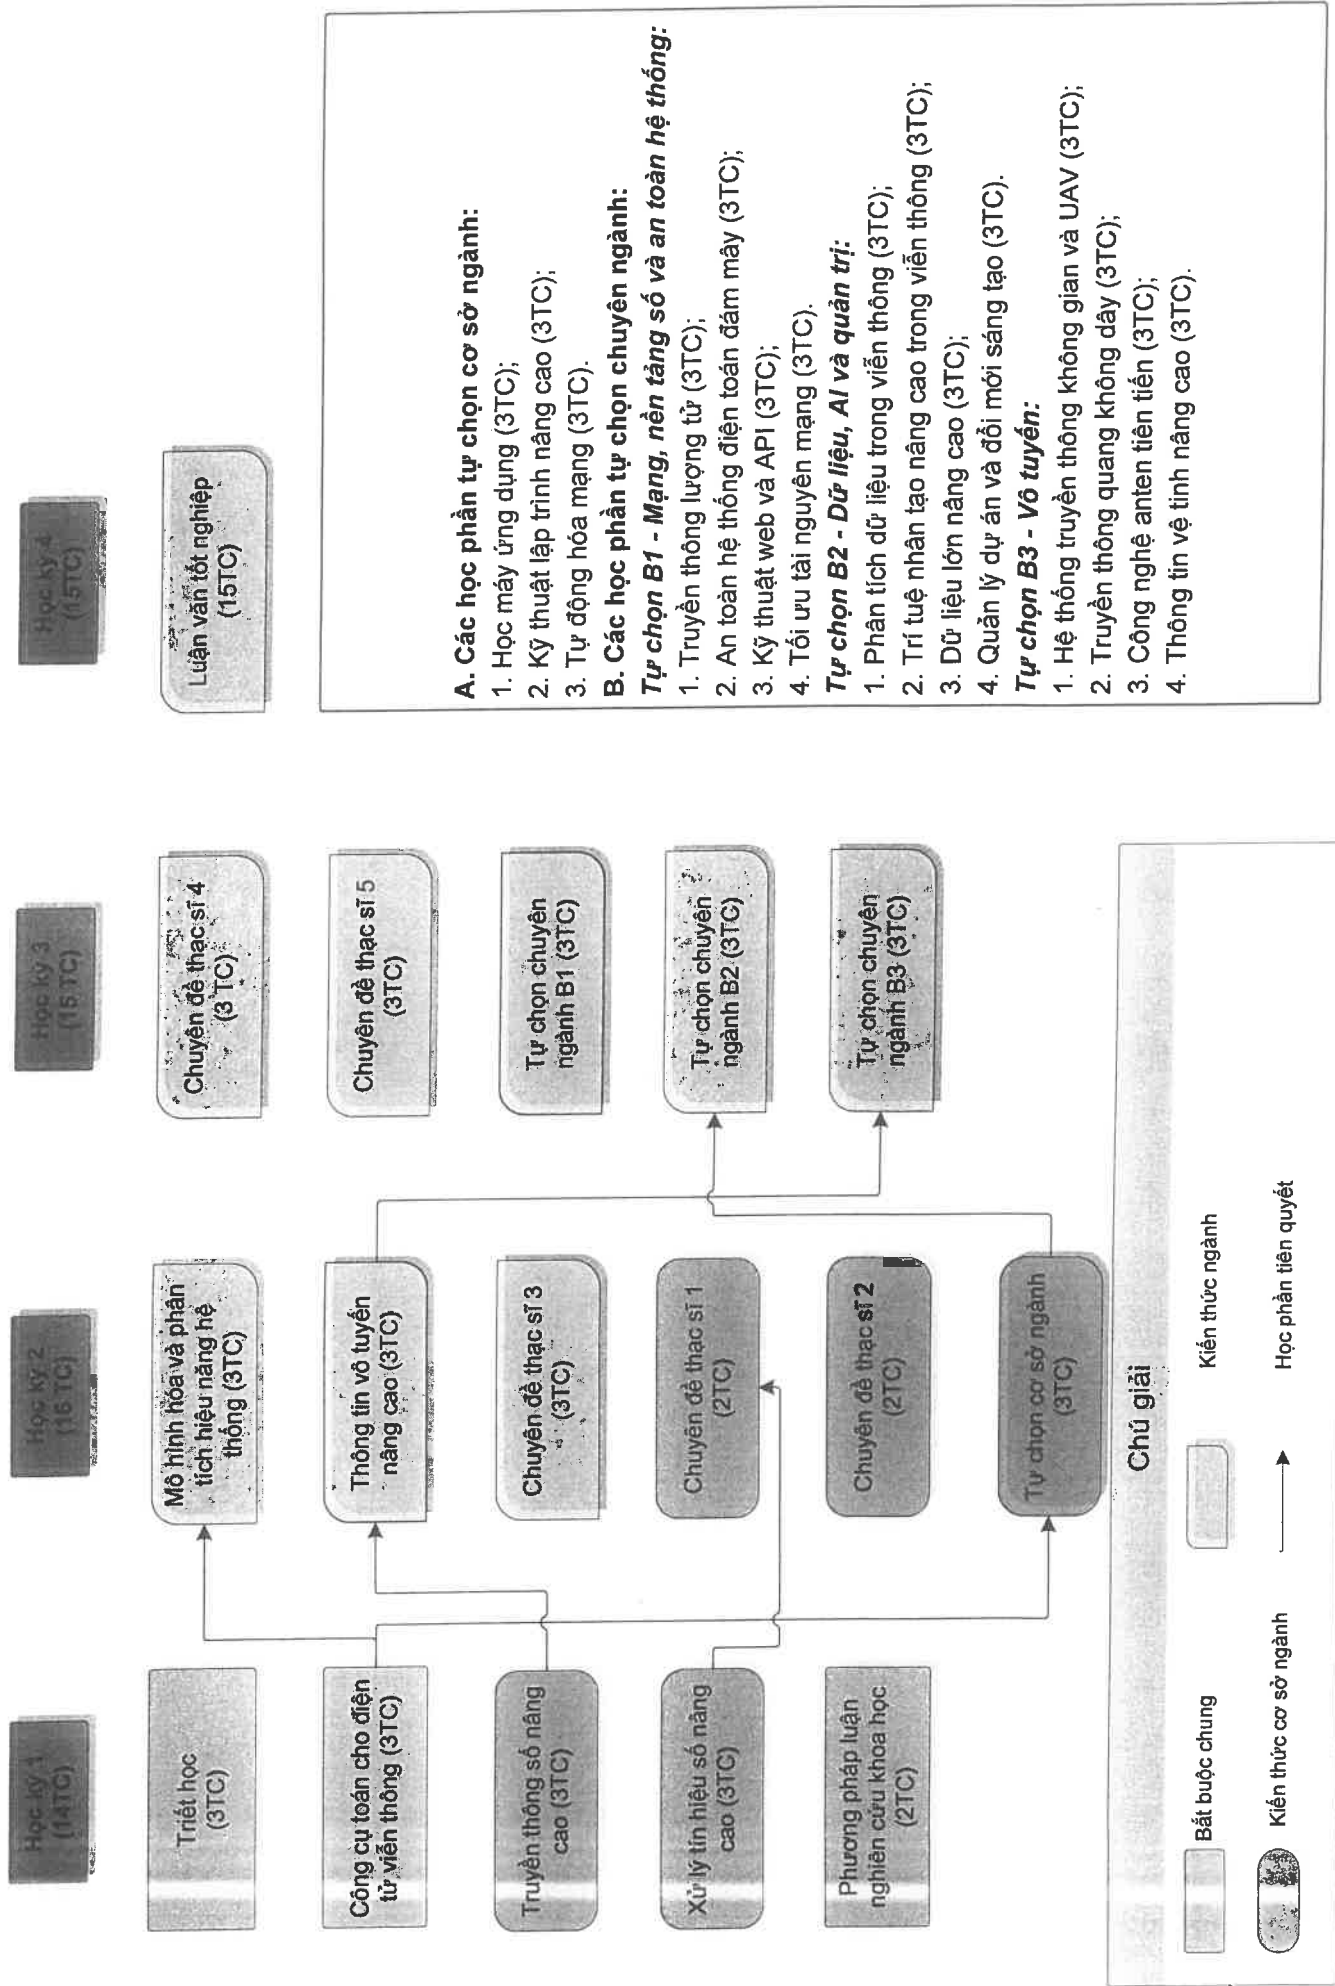 Học kỳ 1
(14TC)
Triết học
(3TC)
Công cụ toán cho điện
tử viễn thông (3TC)
Truyền thông số nâng
cao (3TC)
Xử lý tín hiệu số nâng
cao (3TC)
Phương pháp luận
nghiên cứu khoa học
(2TC)
Học kỳ 2
(16 TC)
Mô hình hóa và phân
tích hiệu năng hệ
thống (3TC)
Thông tin vô tuyến
nâng cao (3TC)
Chuyên đề thạc sĩ 3
(3TC)
Chuyên đề thạc sĩ 1
(2TC)
Chuyên đề thạc sĩ 2
(2TC)
Tự chọn cơ sở ngành
(3TC)
Học kỳ 3
(15 TC)
Chuyên đề thạc sĩ 4
(3 TC)
Chuyên đề thạc sĩ 5
(3TC)
Tự chọn chuyên
ngành B1 (3TC)
Tự chọn chuyên
ngành B2 (3TC)
Tự chọn chuyên
ngành B3 (3TC)
Học kỳ 4
(15TC)
Luận văn tốt nghiệp
(15TC)
A. Các học phần tự chọn cơ sở ngành:
1. Học máy ứng dụng (3TC);
2. Kỹ thuật lập trình nâng cao (3TC);
3. Tự động hóa mạng (3TC).
B. Các học phần tự chọn chuyên ngành:
Tự chọn B1 - Mạng, nền tảng số và an toàn hệ thống:
1. Truyền thông lượng tử (3TC);
2. An toàn hệ thống điện toán đám mây (3TC);
3. Kỹ thuật web và API (3TC);
4. Tối ưu tài nguyên mạng (3TC).
Tự chọn B2 - Dữ liệu, AI và quản trị:
1. Phân tích dữ liệu trong viễn thông (3TC);
2. Trí tuệ nhân tạo nâng cao trong viễn thông (3TC);
3. Dữ liệu lớn nâng cao (3TC);
4. Quản lý dự án và đổi mới sáng tạo (3TC).
Tự chọn B3 - Vô tuyến:
1. Hệ thống truyền thông không gian và UAV (3TC);
2. Truyền thông quang không dây (3TC);
3. Công nghệ anten tiên tiến (3TC);
4. Thông tin vệ tinh nâng cao (3TC).
Chú giải
Bắt buộc chung
Kiến thức ngành
Kiến thức cơ sở ngành
Học phần tiên quyết